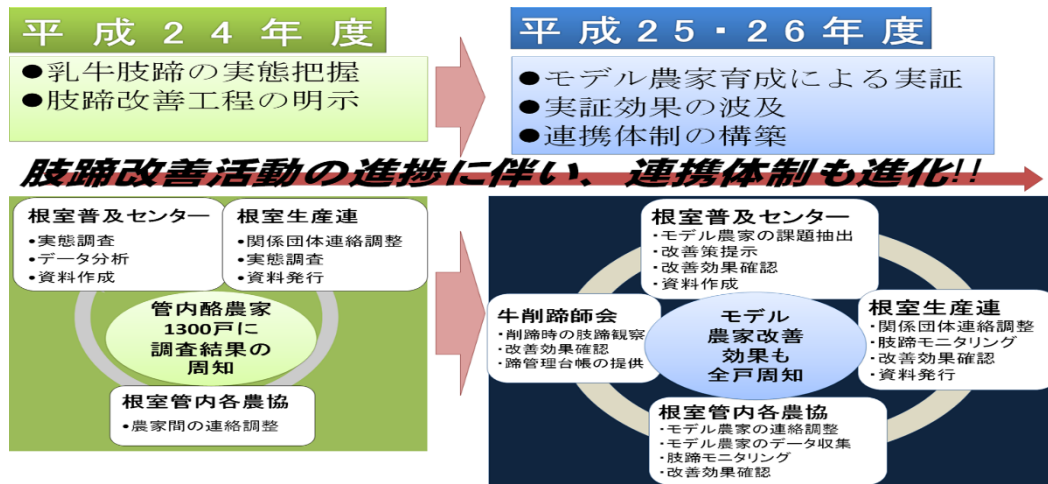 平成24年度
●乳牛肢蹄の実態把握
●肢蹄改善工程の明示
平成25・26年度
●モデル農家育成による実証
●実証効果の波及
●連携体制の構築
肢蹄改善活動の進捗に伴い、連携体制も進化!!
根室普及センター
・実態調査
・データ分析
・資料作成
根室生産連
・関係団体連絡調整
・実態調査
・資料発行
管内酪農家
1300戸に
調査結果の
周知
根室管内各農協
・農家間の連絡調整
根室普及センター
・モデル農家の課題抽出
・改善策提示
・改善効果確認
・資料作成
牛削蹄師会
・削蹄時の肢蹄観察
・改善効果確認
・蹄管理台帳の提供
モデル
農家改善
効果も
全戸周知
根室生産連
・関係団体連絡調整
・肢蹄モニタリング
・改善効果確認
・資料発行
根室管内各農協
・モデル農家の連絡調整
・モデル農家のデータ収集
・肢蹄モニタリング
・改善効果確認